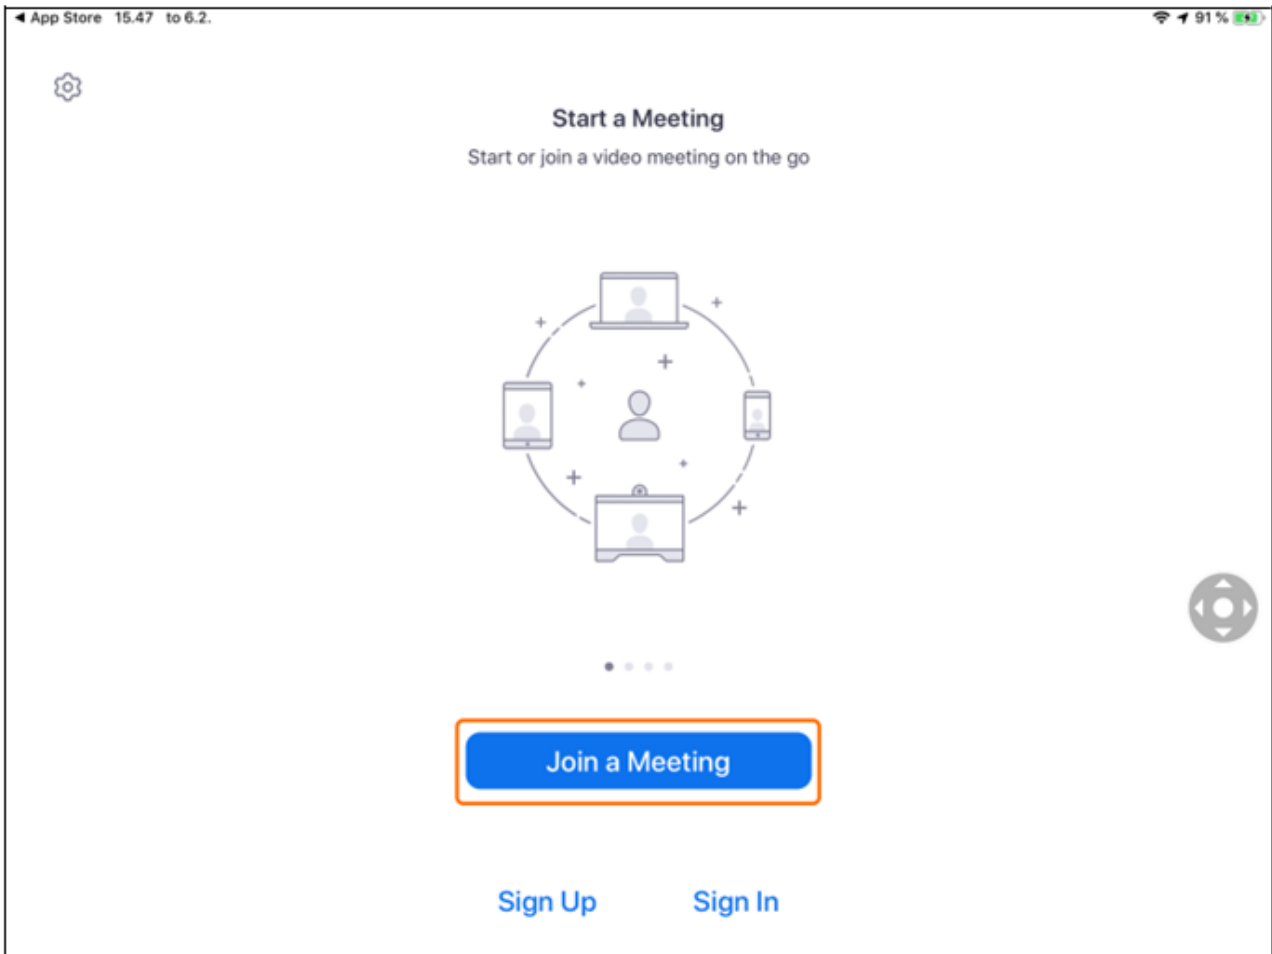 ◀ App Store 15.47 to 6.2.
91 %
Start a Meeting
Start or join a video meeting on the go
Join a Meeting
Sign Up
Sign In